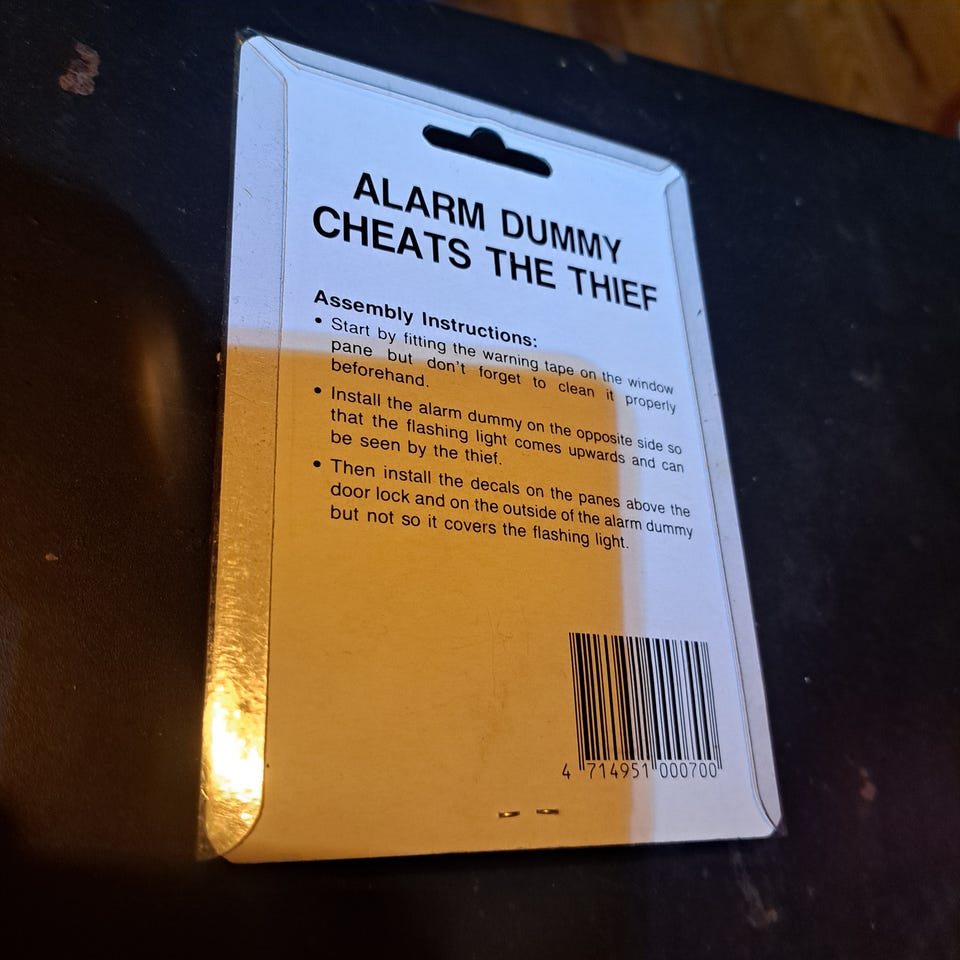 ALARM DUMMY
CHEATS THE THIEF
Assembly Instructions:
• Start by fitting the warning tape on the window
pane but don't forget to clean it properly
beforehand.
• Install the alarm dummy on the opposite side so
that the flashing light comes upwards and can
be seen by the thief.
• Then install the decals on the panes above the
door lock and on the outside of the alarm dummy
but not so it covers the flashing light.
4 714951 000700